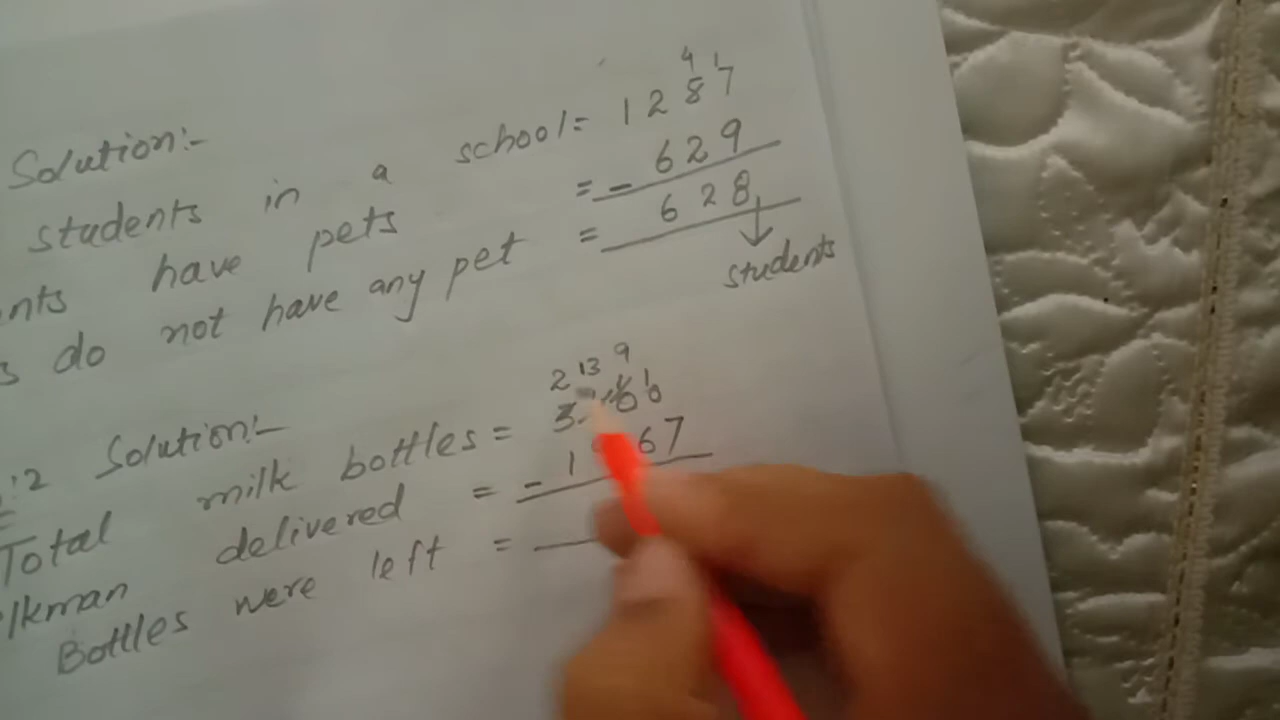 Solution:-
students in a school = 1287
have pets = - 629
do not have any pet = 628
students
:2 Solution:-
Total milk bottles =
delivered = - 1 67
Bottles were left =